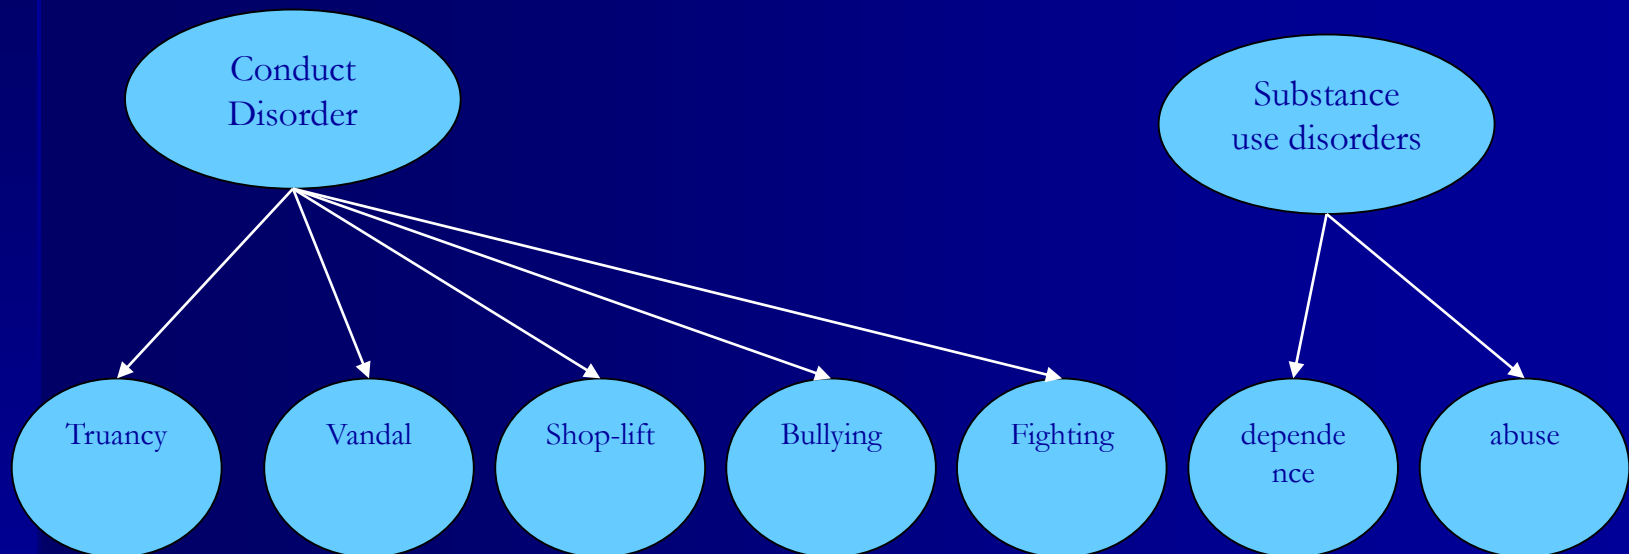 Conduct
Disorder
Substance
use disorders
Truancy
Vandal
Shop-lift
Bullying
Fighting
depende
nce
abuse